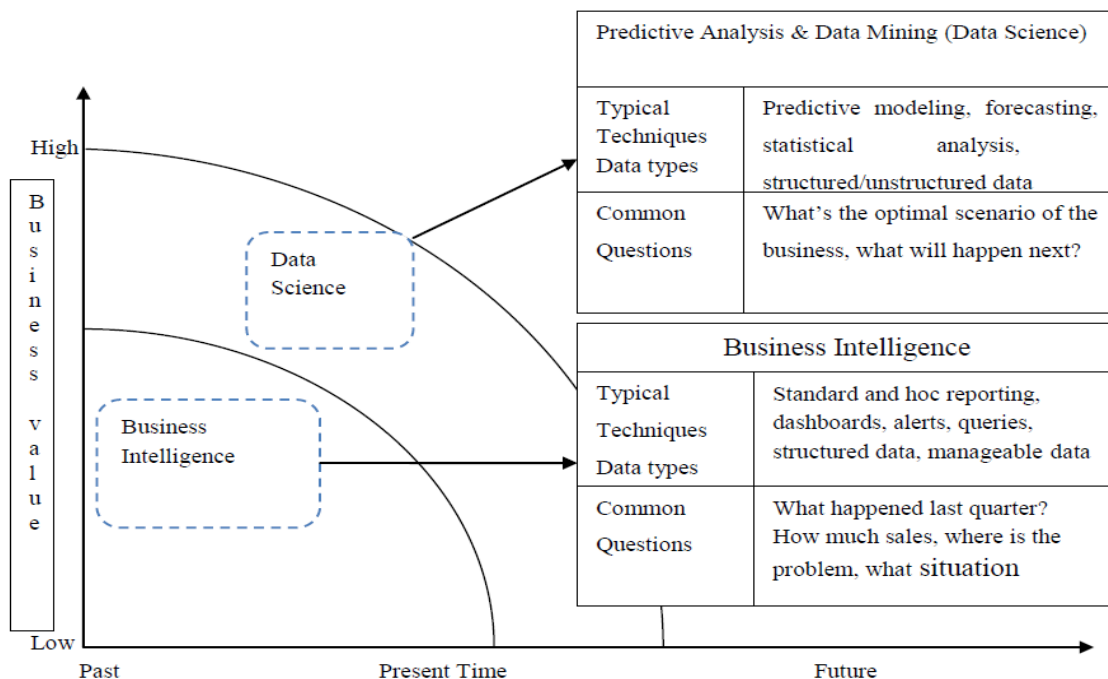 Predictive Analysis & Data Mining (Data Science)
Typical
Techniques
Data types
Predictive modeling, forecasting,
statistical analysis,
structured/unstructured data
Common
Questions
What's the optimal scenario of the
business, what will happen next?
High
Business value
Data
Science
Business Intelligence
Typical
Techniques
Data types
Standard and hoc reporting,
dashboards, alerts, queries,
structured data, manageable data
Business
Intelligence
Common
Questions
What happened last quarter?
How much sales, where is the
problem, what situation
Low
Past
Present Time
Future